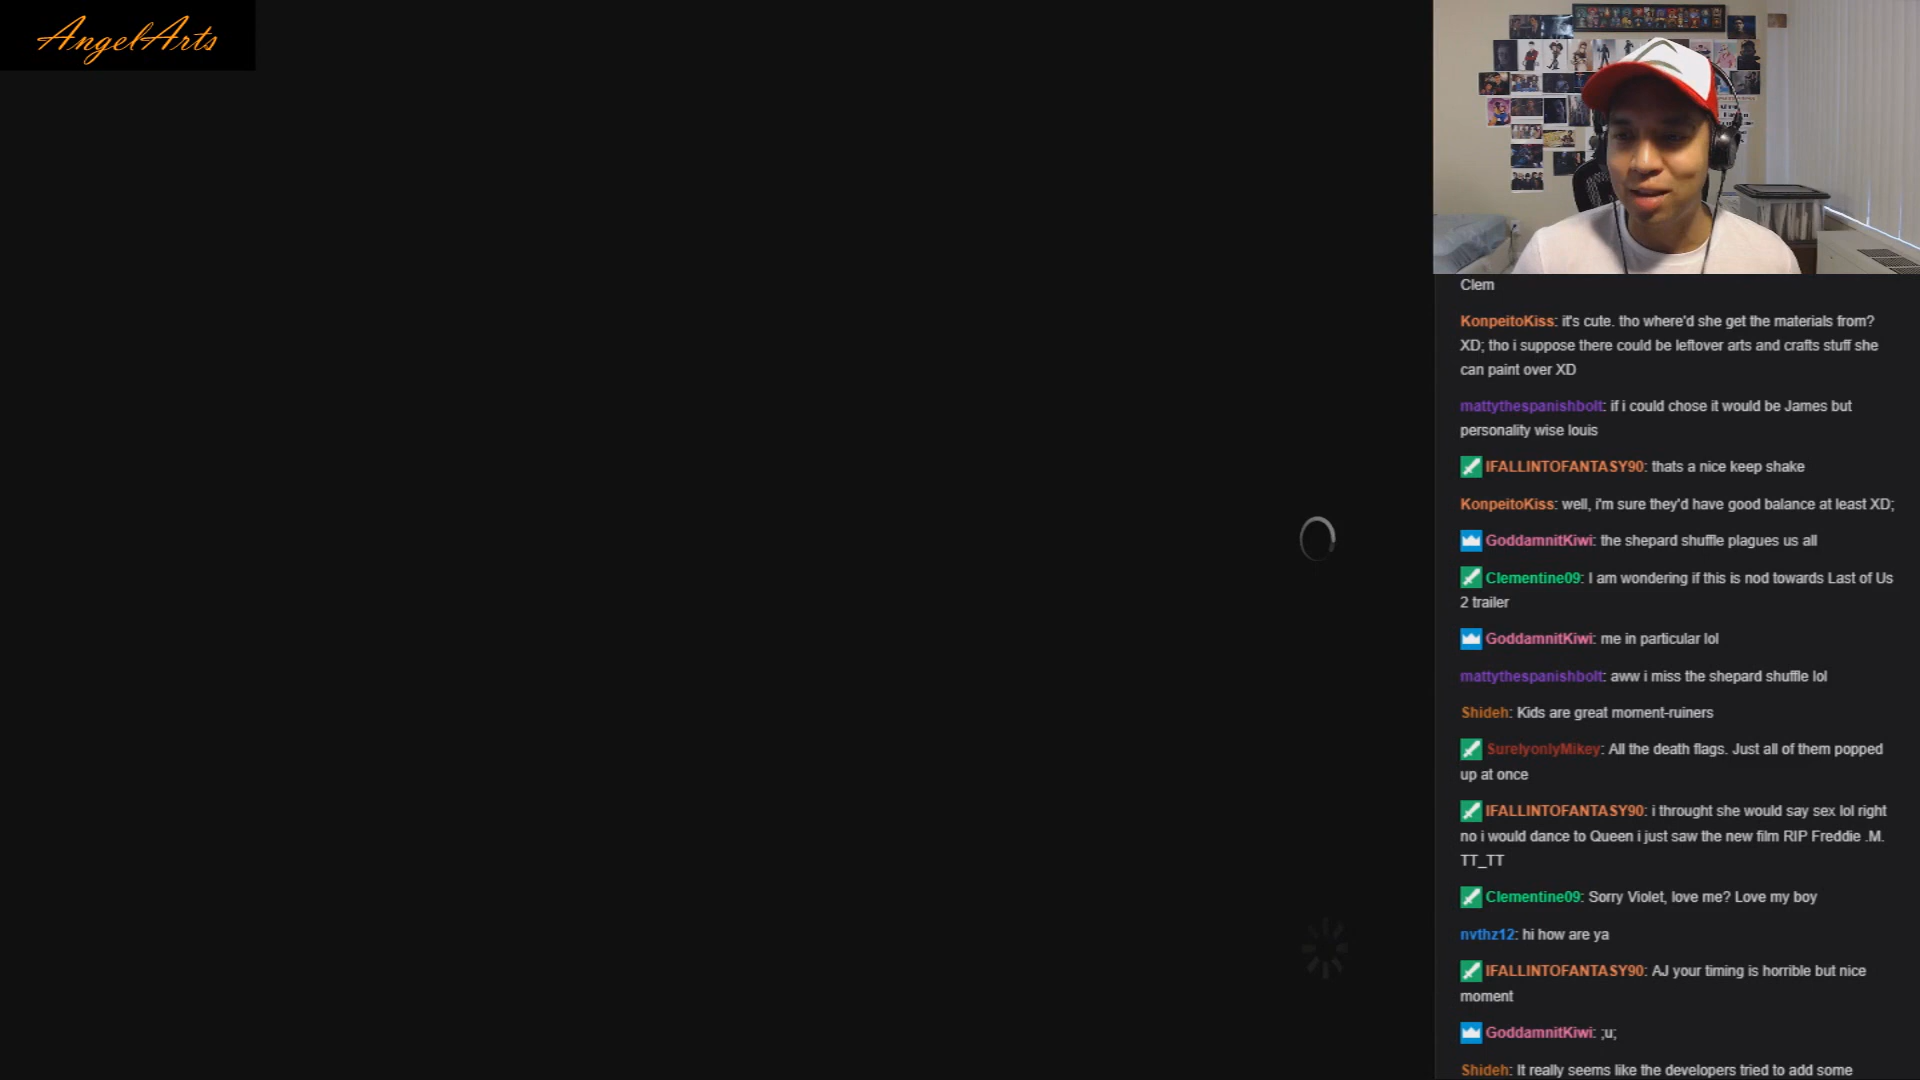 AngelArts
Clem
KonpeitoKiss: it's cute. tho where'd she get the materials from?
XD; tho i suppose there could be leftover arts and crafts stuff she
can paint over XD
mattythespanishbolt: if i could chose it would be James but
personality wise louis
IFALLINTOFANTASY90: thats a nice keep shake
KonpeitoKiss: well, i'm sure they'd have good balance at least XD;
GoddamnitKiwi: the shepard shuffle plagues us all
Clementine09: I am wondering if this is nod towards Last of Us
2 trailer
GoddamnitKiwi: me in particular lol
mattythespanishbolt: aww i miss the shepard shuffle lol
Shideh: Kids are great moment-ruiners
SurelyonlyMikey: All the death flags. Just all of them popped
up at once
IFALLINTOFANTASY90: i throught she would say sex lol right
no i would dance to Queen i just saw the new film RIP Freddie .M.
TT_TT
Clementine09: Sorry Violet, love me? Love my boy
nvthz12: hi how are ya
IFALLINTOFANTASY90: AJ your timing is horrible but nice
moment
GoddamnitKiwi: ;u;
Shideh: It really seems like the developers tried to add some